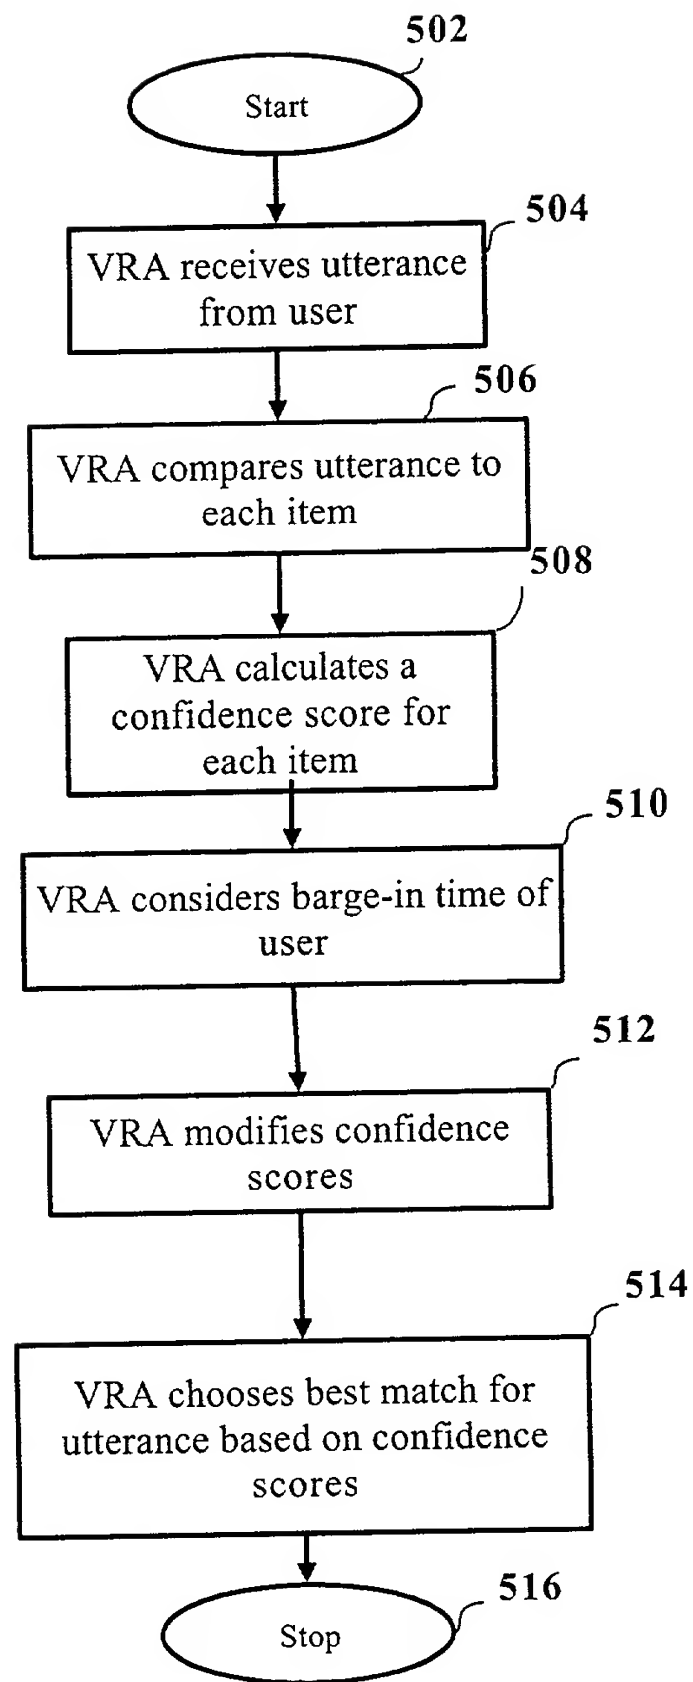 502
Start
504
VRA receives utterance
from user
506
VRA compares utterance to
each item
508
VRA calculates a
confidence score for
each item
510
VRA considers barge-in time of
user
512
VRA modifies confidence
scores
514
VRA chooses best match for
utterance based on confidence
scores
516
Stop